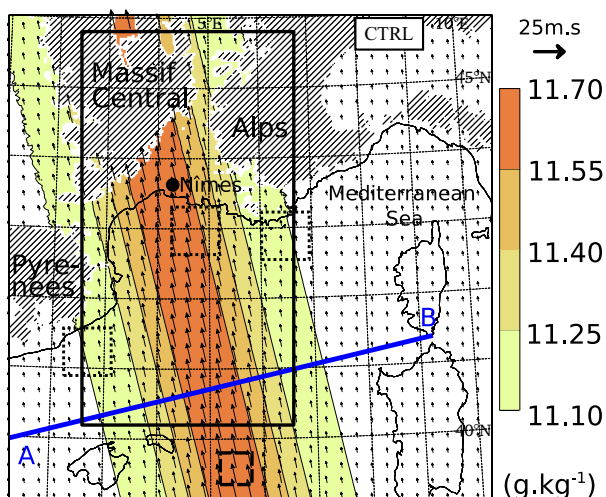 5°E
10°E
CTRL
25m.s
Massif
Central
45°N
11.70
Alps
11.55
Nimes
Mediterranean
Sea
11.40
Pyre-
nees
B
11.25
11.10
A
40°N
(g.kg⁻¹)